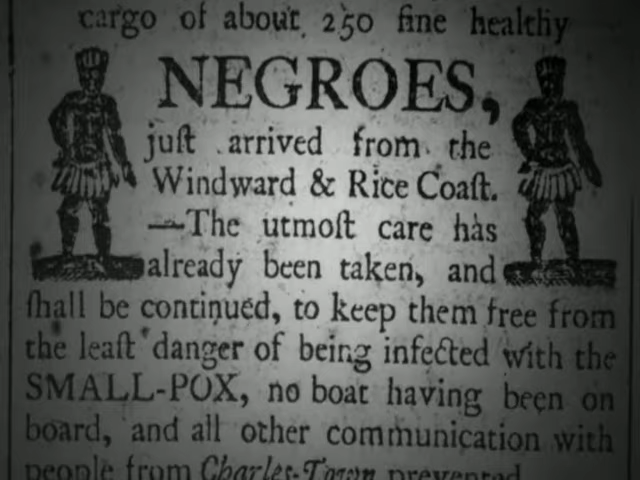 cargo of about 250 fine healthy
NEGROES,
juſt arrived from the
Windward & Rice Coaſt.
—The utmoſt care has
already been taken, and
ſhall be continued, to keep them free from
the leaſt danger of being infected with the
SMALL-POX, no boat having been on
board, and all other communication with
people from Charles-Town prevented